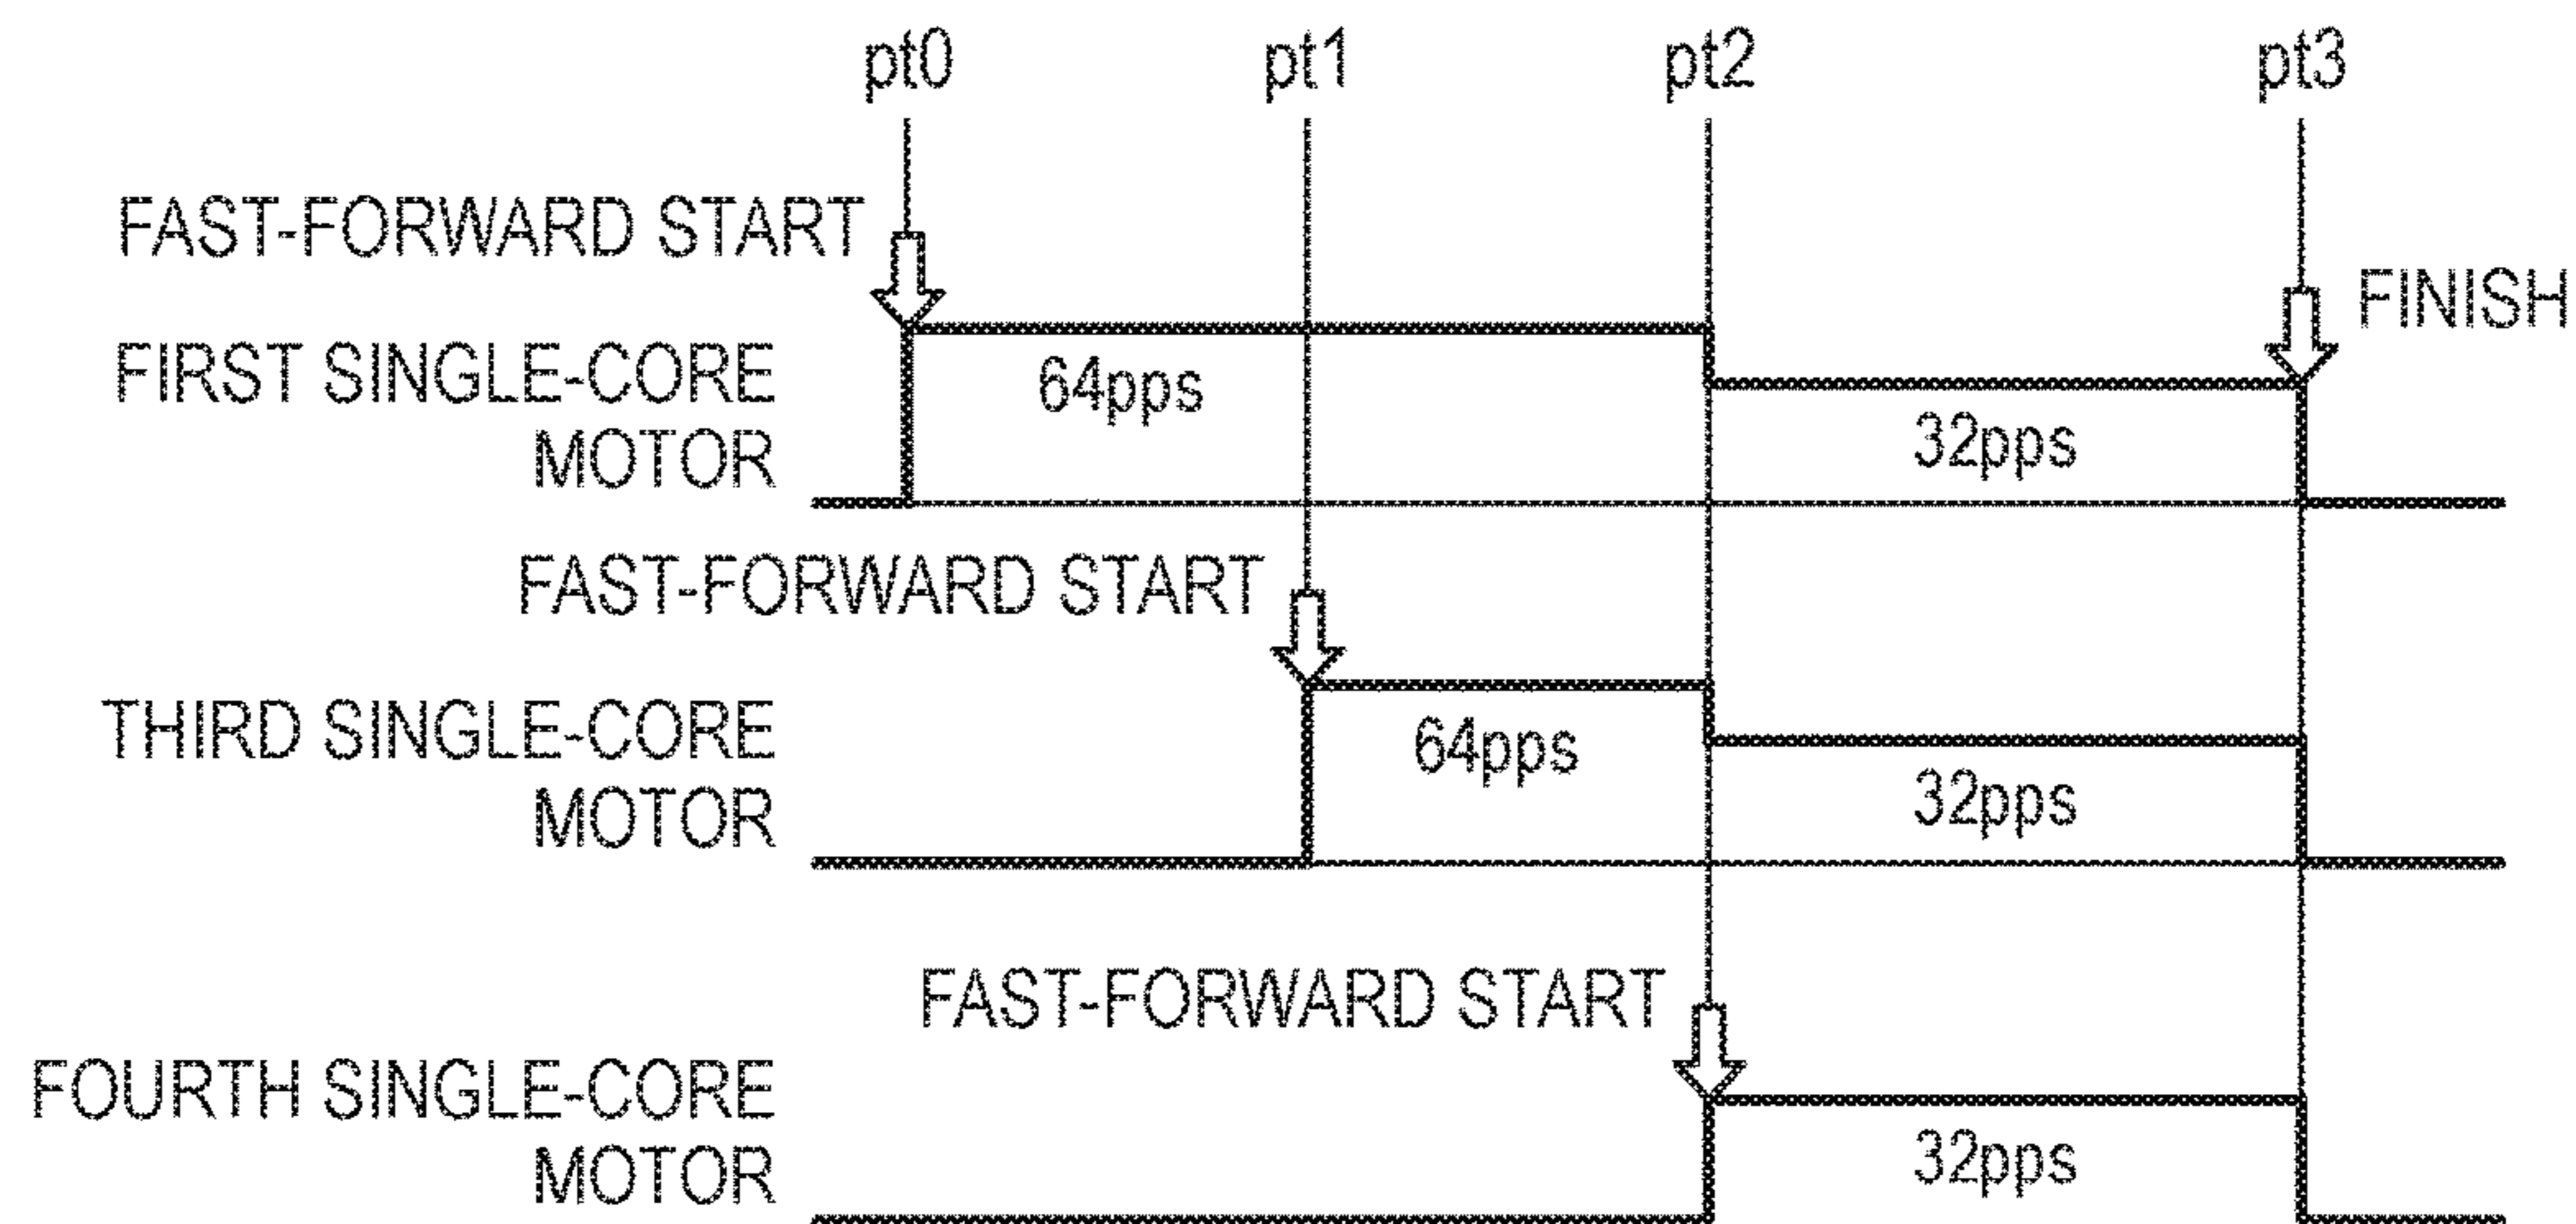 pt0 pt1 pt2 pt3
FAST-FORWARD START
FINISH
FIRST SINGLE-CORE
MOTOR
64pps
32pps
FAST-FORWARD START
THIRD SINGLE-CORE
MOTOR
64pps
32pps
FAST-FORWARD START
FOURTH SINGLE-CORE
MOTOR
32pps